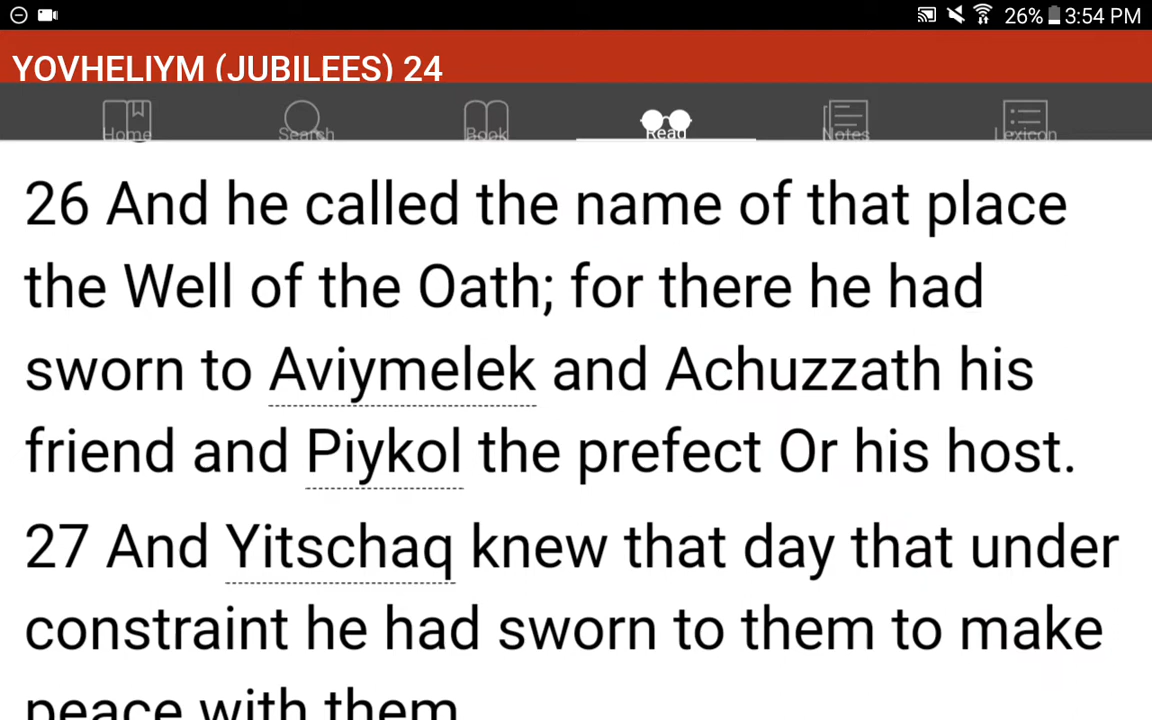 26% 3:54 PM
YOVHELIYM (JUBILEES) 24
Home Search Book Read Notes Lexicon
26 And he called the name of that place
the Well of the Oath; for there he had
sworn to Aviymelek and Achuzzath his
friend and Piykol the prefect Or his host.
27 And Yitschaq knew that day that under
constraint he had sworn to them to make
peace with them